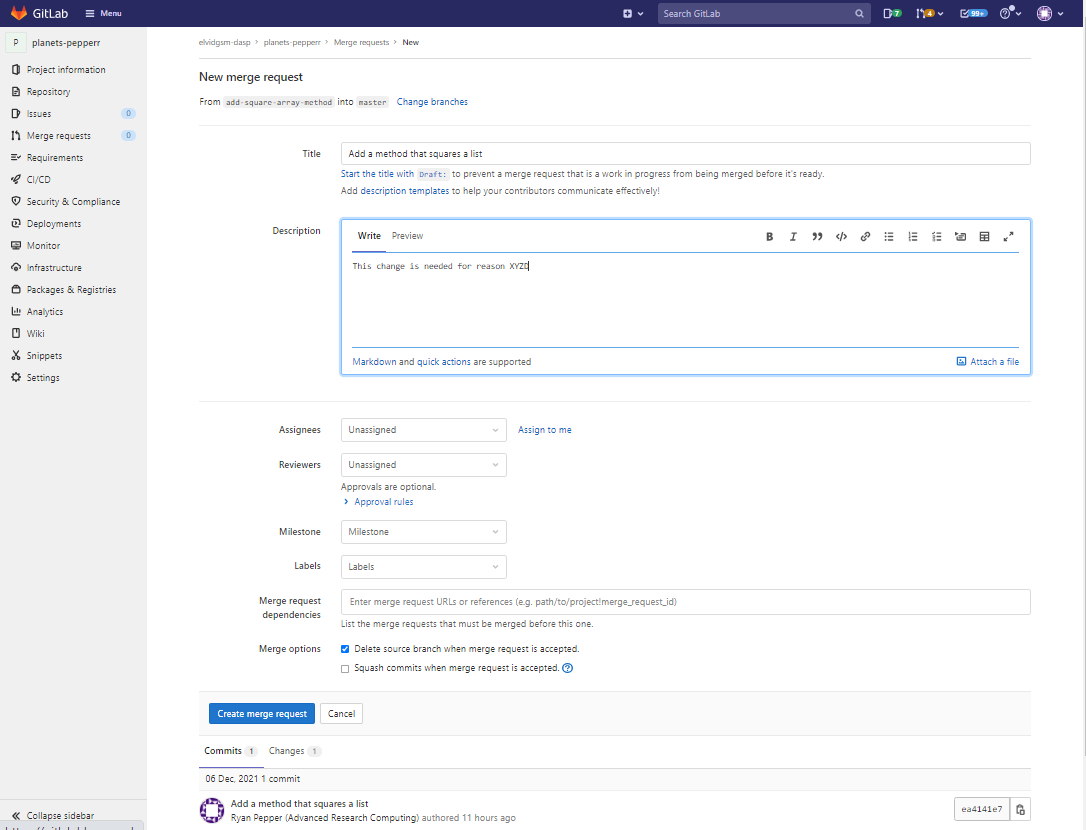 GitLab Menu Search GitLab 7 4 99+
P planets-pepperr
Project information
Repository
Issues 0
Merge requests 0
Requirements
CI/CD
Security & Compliance
Deployments
Monitor
Infrastructure
Packages & Registries
Analytics
Wiki
Snippets
Settings
Collapse sidebar
elvidgsm-dasp › planets-pepperr › Merge requests › New
New merge request
From add-square-array-method into master Change branches
Title Add a method that squares a list
Start the title with Draft: to prevent a merge request that is a work in progress from being merged before it's ready.
Add description templates to help your contributors communicate effectively!
Description Write Preview
This change is needed for reason XYZD
Markdown and quick actions are supported Attach a file
Assignees Unassigned Assign to me
Reviewers Unassigned
Approvals are optional.
Approval rules
Milestone Milestone
Labels Labels
Merge request dependencies Enter merge request URLs or references (e.g. path/to/project!merge_request_id)
List the merge requests that must be merged before this one.
Merge options Delete source branch when merge request is accepted.
Squash commits when merge request is accepted.
Create merge request Cancel
Commits 1 Changes 1
06 Dec, 2021 1 commit
Add a method that squares a list
Ryan Pepper (Advanced Research Computing) authored 11 hours ago ea4141e7